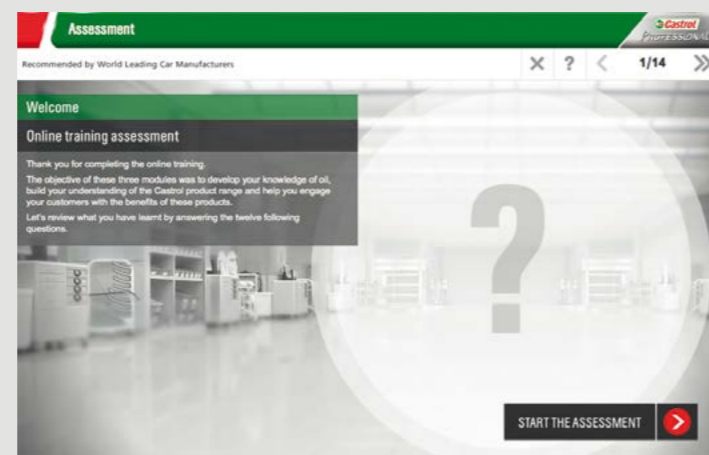 Assessment
Castrol
PROFESSIONAL
Recommended by World Leading Car Manufacturers
? 1/14
Welcome
Online training assessment
Thank you for completing the online training.
The objective of these three modules was to develop your knowledge of oil,
build your understanding of the Castrol product range and help you engage
your customers with the benefits of these products.
Let's review what you have learnt by answering the twelve following
questions.
?
START THE ASSESSMENT